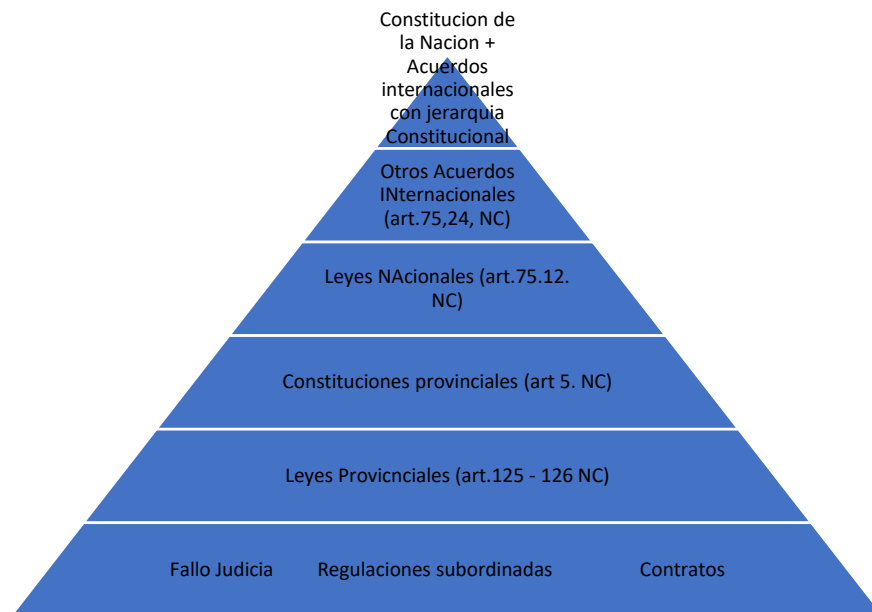 Constitucion de
la Nacion +
Acuerdos
internacionales
con jerarquia
Constitucional
Otros Acuerdos
INternacionales
(art.75,24, NC)
Leyes NAcionales (art.75.12.
NC)
Constituciones provinciales (art 5. NC)
Leyes Provicnciales (art.125 - 126 NC)
Fallo Judicia Regulaciones subordinadas Contratos